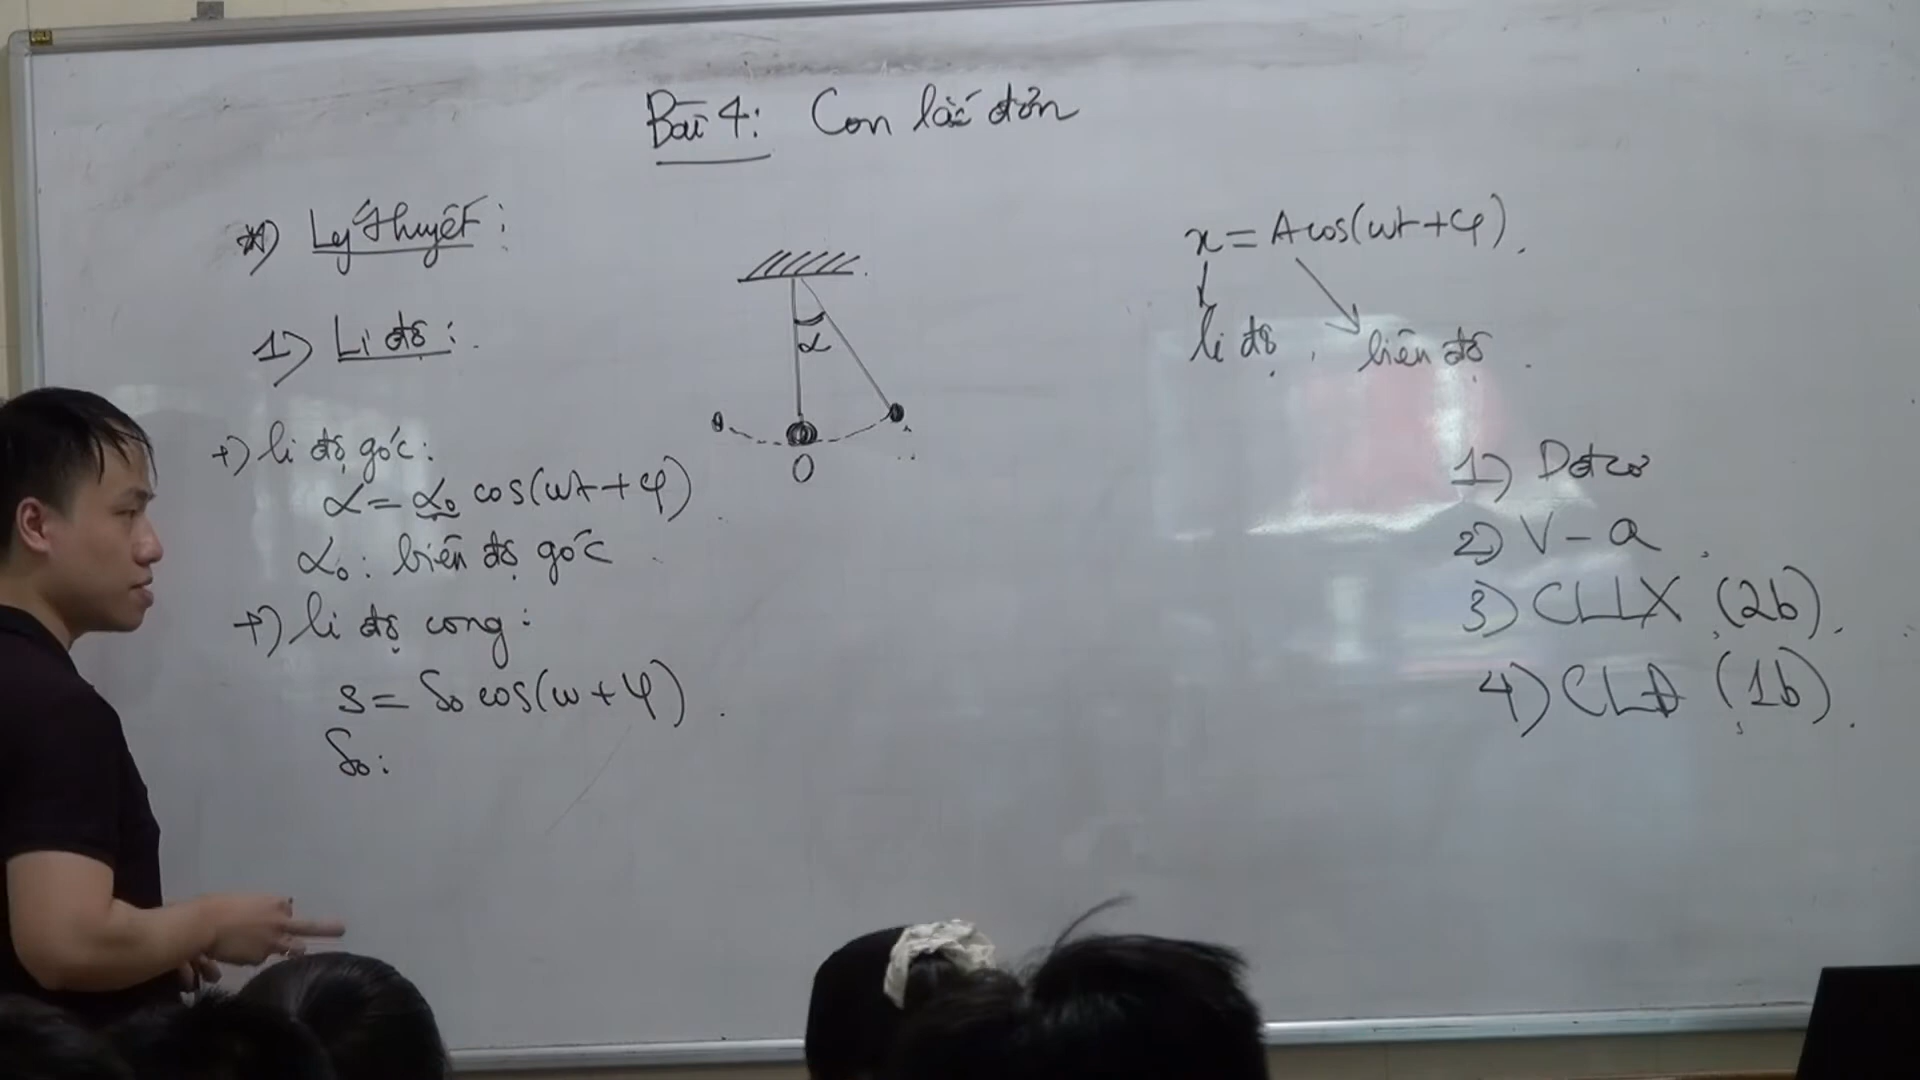 Bài 4: Con lắc đơn
*) Lý thuyết:
1) Li độ:
+) li độ góc:
α = α₀ cos(ωt + φ)
α₀: biên độ góc
+) li độ cong:
s = S₀ cos(ω + φ)
S₀:
α
O
x = A cos(ωt + φ).
li độ, biên độ.
1) Dđcơ
2) V - a
3) CLLX (2b).
4) CLĐ (1b).